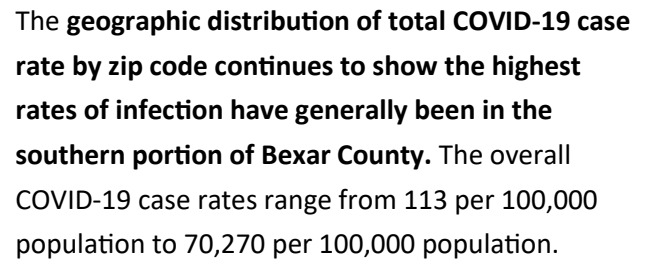 The geographic distribution of total COVID-19 case
rate by zip code continues to show the highest
rates of infection have generally been in the
southern portion of Bexar County. The overall
COVID-19 case rates range from 113 per 100,000
population to 70,270 per 100,000 population.